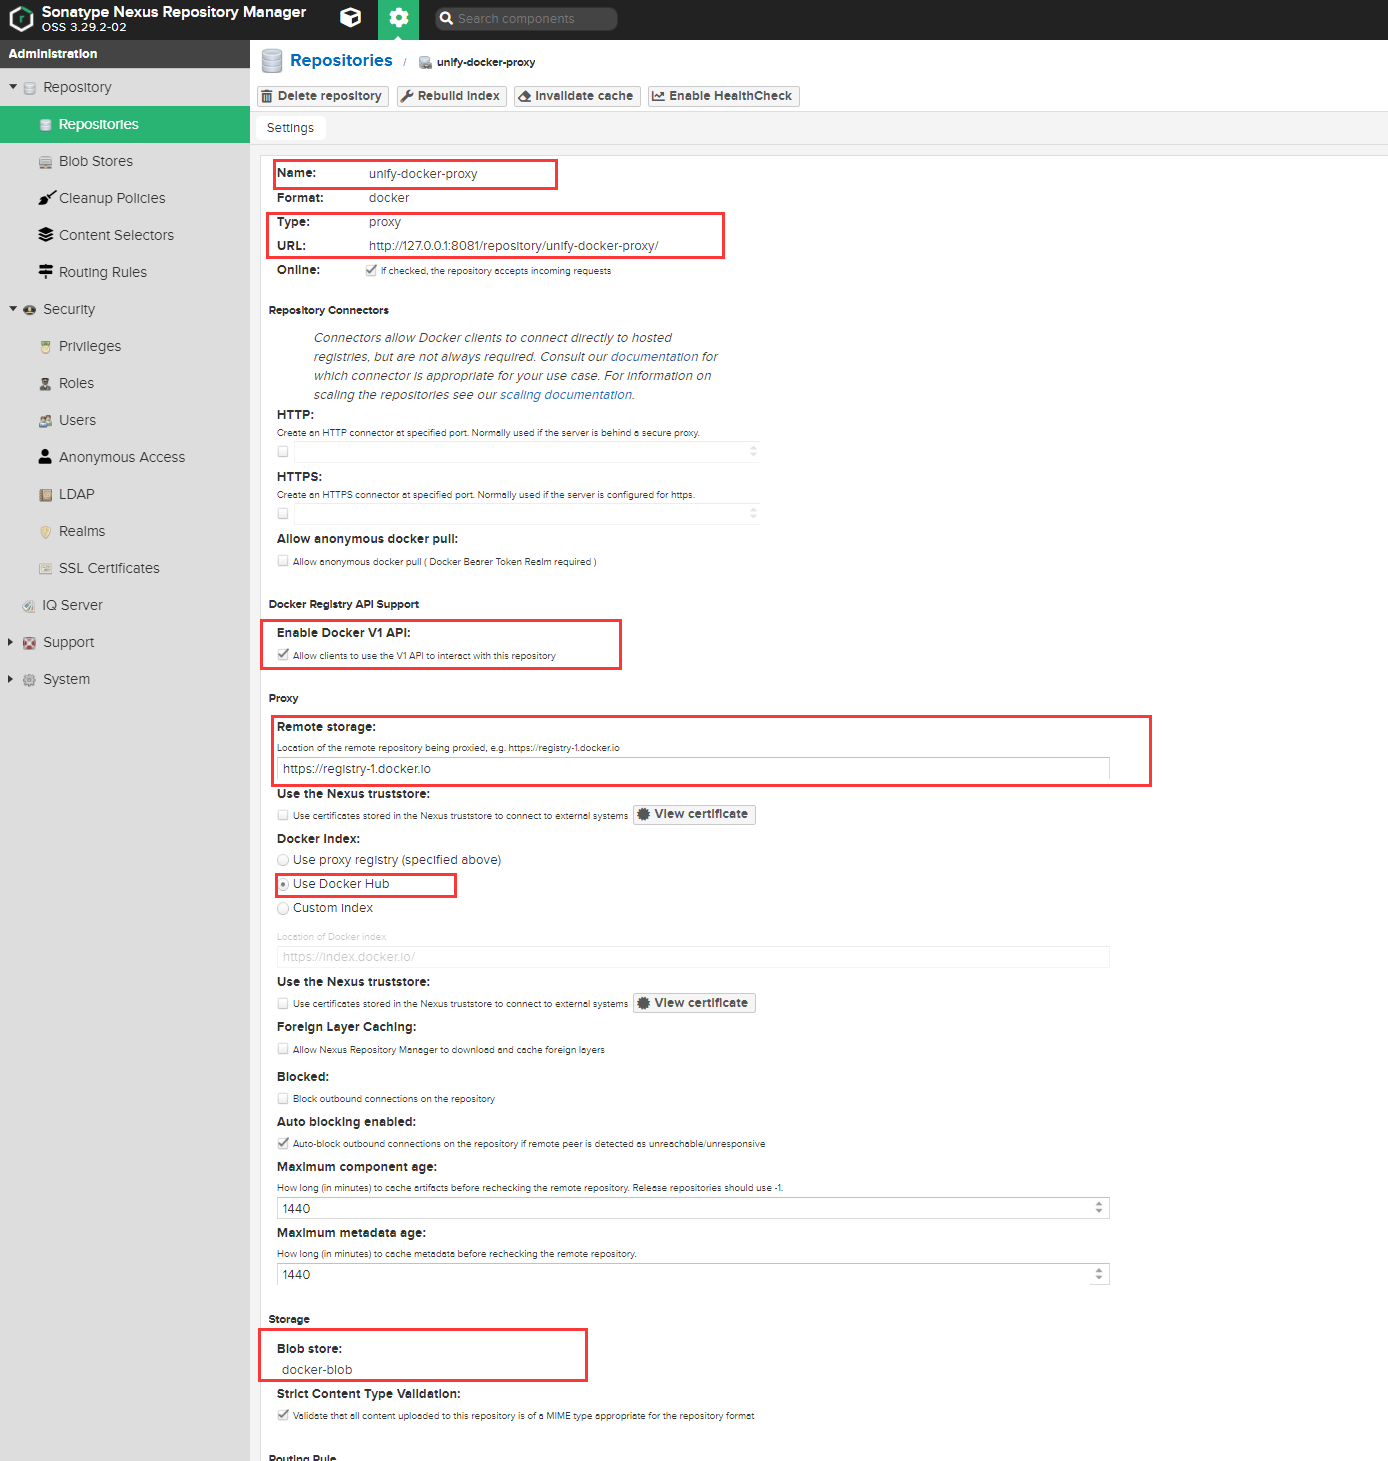 Sonatype Nexus Repository Manager
OSS 3.29.2-02
Search components
Administration
Repository
Repositories
Blob Stores
Cleanup Policies
Content Selectors
Routing Rules
Security
Privileges
Roles
Users
Anonymous Access
LDAP
Realms
SSL Certificates
IQ Server
Support
System
Repositories / unify-docker-proxy
Delete repository
Rebuild Index
Invalidate cache
Enable HealthCheck
Settings
Name: unify-docker-proxy
Format: docker
Type: proxy
URL: http://127.0.0.1:8081/repository/unify-docker-proxy/
Online: If checked, the repository accepts incoming requests
Repository Connectors
Connectors allow Docker clients to connect directly to hosted
registries, but are not always required. Consult our documentation for
which connector is appropriate for your use case. For information on
scaling the repositories see our scaling documentation.
HTTP:
Create an HTTP connector at specified port. Normally used if the server is behind a secure proxy.
HTTPS:
Create an HTTPS connector at specified port. Normally used if the server is configured for https.
Allow anonymous docker pull:
Allow anonymous docker pull ( Docker Bearer Token Realm required )
Docker Registry API Support
Enable Docker V1 API:
Allow clients to use the V1 API to interact with this repository
Proxy
Remote storage:
Location of the remote repository being proxied, e.g. https://registry-1.docker.io
https://registry-1.docker.io
Use the Nexus truststore:
Use certificates stored in the Nexus truststore to connect to external systems
View certificate
Docker Index:
Use proxy registry (specified above)
Use Docker Hub
Custom Index
Location of Docker index
https://index.docker.io/
Use the Nexus truststore:
Use certificates stored in the Nexus truststore to connect to external systems
View certificate
Foreign Layer Caching:
Allow Nexus Repository Manager to download and cache foreign layers
Blocked:
Block outbound connections on the repository
Auto blocking enabled:
Auto-block outbound connections on the repository if remote peer is detected as unreachable/unresponsive
Maximum component age:
How long (in minutes) to cache artifacts before rechecking the remote repository. Release repositories should use -1.
1440
Maximum metadata age:
How long (in minutes) to cache metadata before rechecking the remote repository.
1440
Storage
Blob store:
docker-blob
Strict Content Type Validation:
Validate that all content uploaded to this repository is of a MIME type appropriate for the repository format
Routing Rule